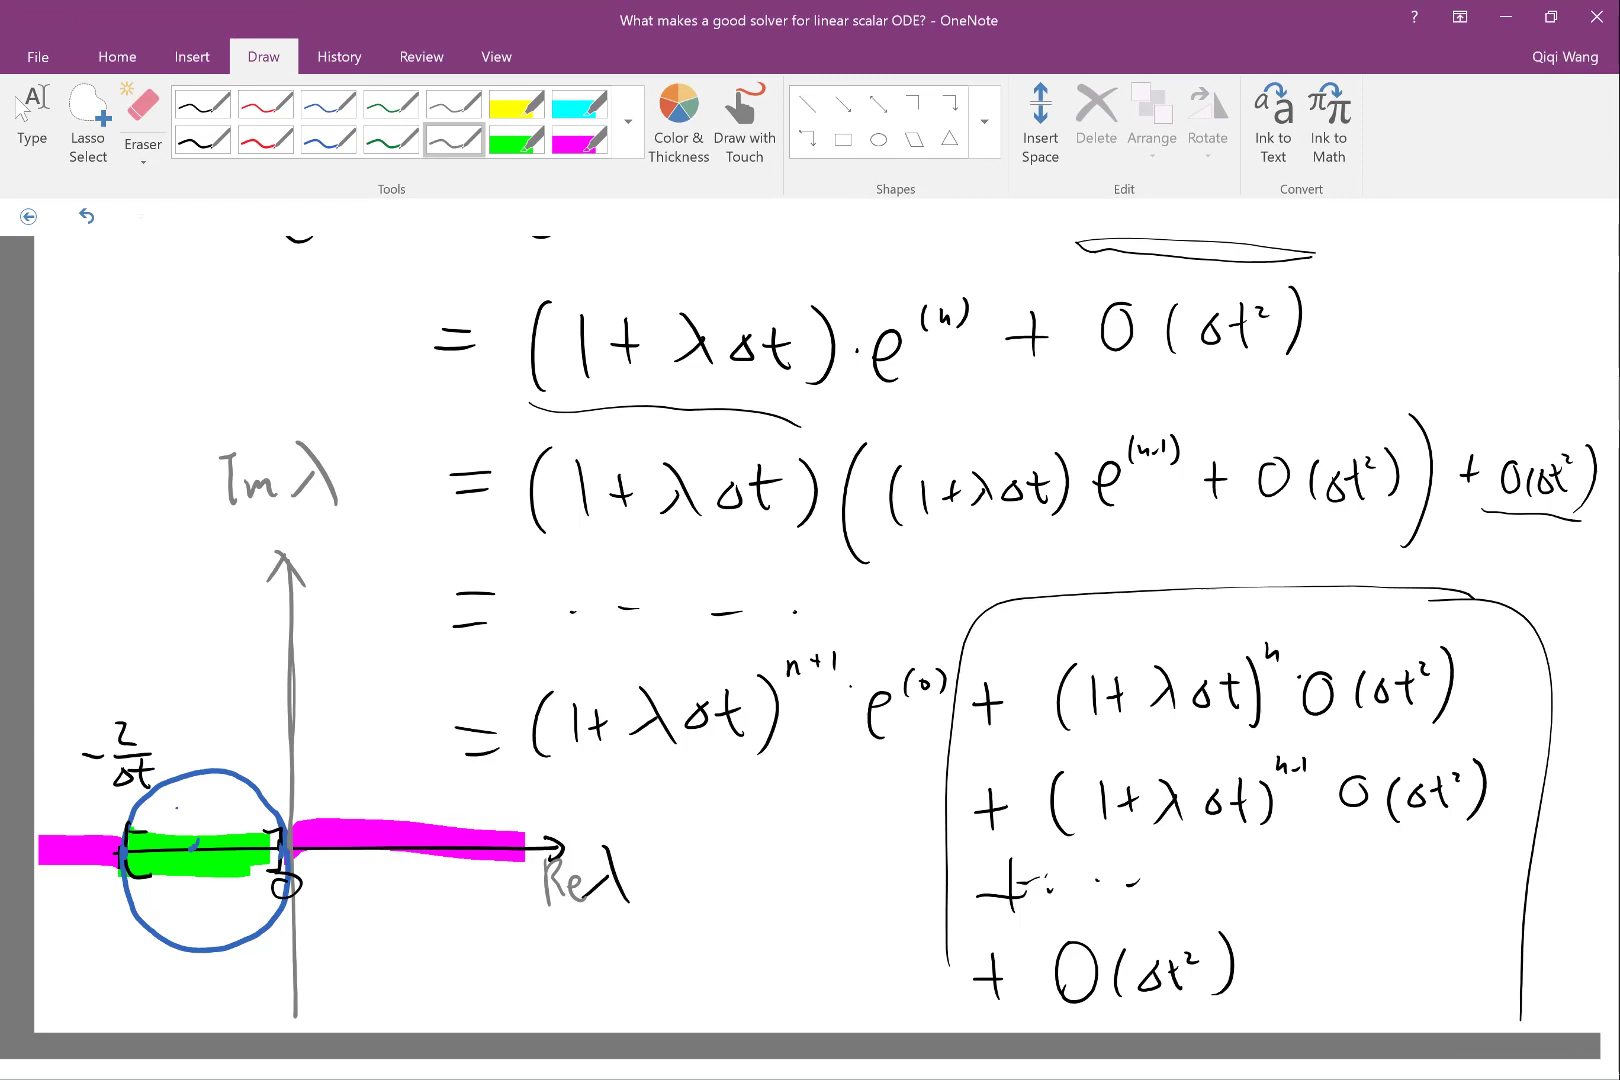 What makes a good solver for linear scalar ODE? - OneNote
?
File Home Insert Draw History Review View
Qiqi Wang
Type
Lasso Select
Eraser
Color & Thickness
Draw with Touch
Insert Space
Delete
Arrange
Rotate
Ink to Text
Ink to Math
Tools Shapes Edit Convert
= (1 + λΔt) · e^(n) + O(Δt²)
Im λ
= (1 + λΔt) ((1+λΔt) e^(n-1) + O(Δt²)) + O(Δt²)
= · - - ·
= (1 + λΔt)^(n+1) · e^(0) + (1 + λΔt)^n · O(Δt²)
-2/Δt
+ (1 + λΔt)^(n-1) O(Δt²)
0
Re λ
+ ...
+ O(Δt²)